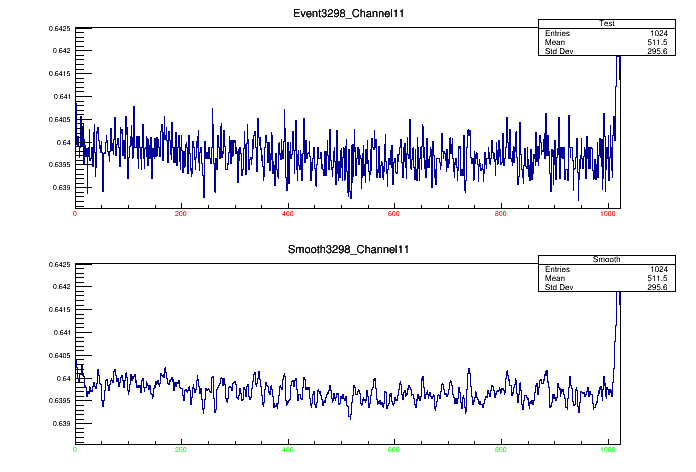 Event3298_Channel11
Test
Entries 1024
Mean 511.5
Std Dev 295.6
0.6425
0.642
0.6415
0.641
0.6405
0.64
0.6395
0.639
0 200 400 600 800 1000
Smooth3298_Channel11
Smooth
Entries 1024
Mean 511.5
Std Dev 295.6
0.6425
0.642
0.6415
0.641
0.6405
0.64
0.6395
0.639
0 200 400 600 800 1000